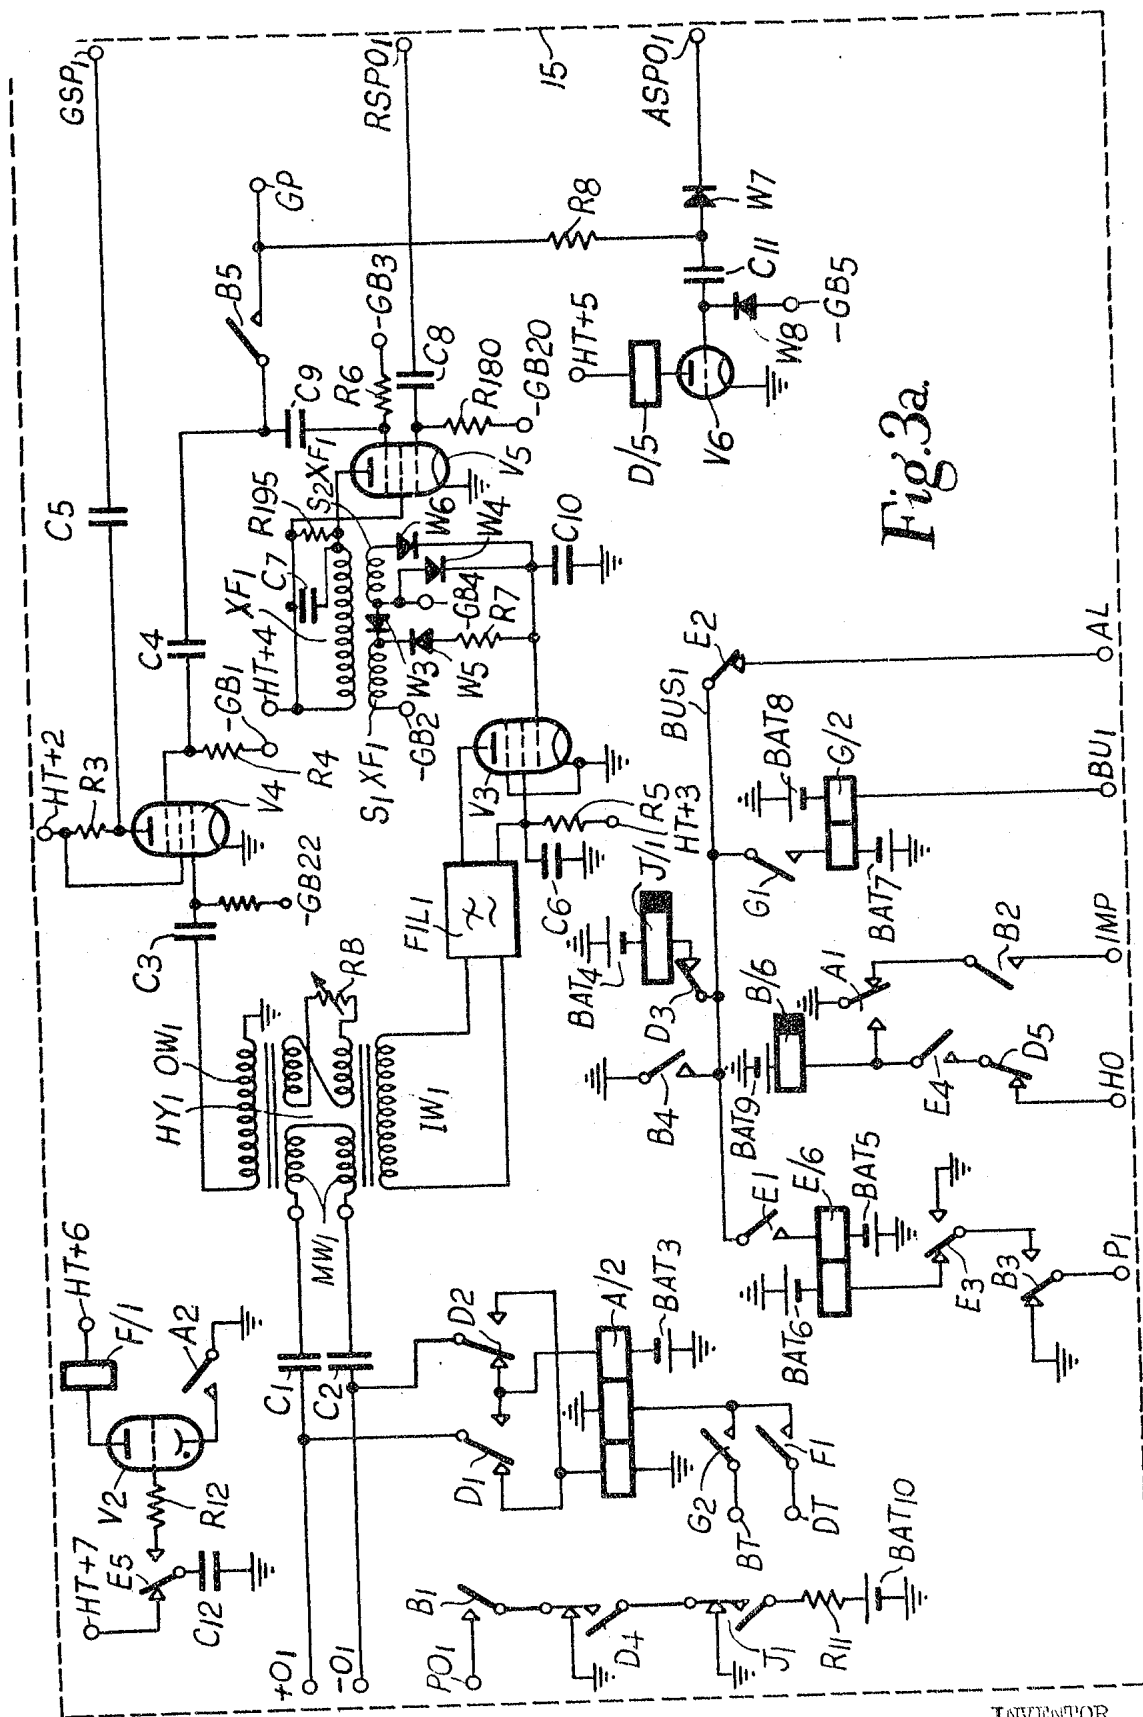 GSP1
RSPO1
15
ASPO1
GP
B5
R8
W7
C11
-GB5
W8
HT+5
D/5
V6
C5
C4
C9
R6
-GB3
C8
R180
-GB20
V5
S2XF1
R195
C7
XF1
HT+4
-GB1
R4
W6
W4
C10
-GB4
R7
W3
W5
S1XF1
-GB2
HT+2
R3
V4
-GB22
C3
V3
R5
HT+3
C6
FIL1
RB
OW1
HY1
IW1
MW1
HT+6
F/1
A2
V2
R12
HT+7
E5
C12
C1
C2
+O1
-O1
D2
D1
A/2
BAT3
G2
F1
BT
DT
B1
PO1
D4
J1
R11
BAT10
BUS1
E2
AL
BAT8
G/2
BU1
G1
BAT7
J/1
BAT4
D3
B4
A1
B2
IMP
B/6
BAT9
E4
D5
HO
E1
E/6
BAT5
BAT6
E3
B3
P1
Fig.3a.
INVENTOR